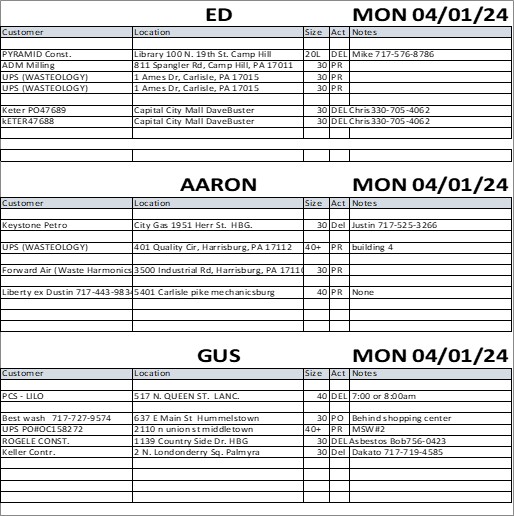 ED MON 04/01/24
Customer Location Size Act Notes
PYRAMID Const. Library 100 N. 19th St. Camp Hill 20L DEL Mike 717-576-8786
ADM Milling 811 Spangler Rd, Camp Hill, PA 17011 30 PR
UPS (WASTEOLOGY) 1 Ames Dr, Carlisle, PA 17015 30 PR
UPS (WASTEOLOGY) 1 Ames Dr, Carlisle, PA 17015 30 PR
Keter PO47689 Capital City Mall DaveBuster 30 DEL Chris330-705-4062
kETER47688 Capital City Mall DaveBuster 30 DEL Chris330-705-4062
AARON MON 04/01/24
Customer Location Size Act Notes
Keystone Petro City Gas 1951 Herr St. HBG. 30 Del Justin 717-525-3266
UPS (WASTEOLOGY) 401 Quality Cir, Harrisburg, PA 17112 40+ PR building 4
Forward Air (Waste Harmonics 3500 Industrial Rd, Harrisburg, PA 1711 30 PR
Liberty ex Dustin 717-443-983 5401 Carlisle pike mechanicsburg 40 PR None
GUS MON 04/01/24
Customer Location Size Act Notes
PCS - LILO 517 N. QUEEN ST. LANC. 40 DEL 7:00 or 8:00am
Best wash 717-727-9574 637 E Main St Hummelstown 30 PO Behind shopping center
UPS PO#OC158272 2110 n union st middletown 40+ PR MSW#2
ROGELE CONST. 1139 Country Side Dr. HBG 30 DEL Asbestos Bob756-0423
Keller Contr. 2 N. Londonderry Sq. Palmyra 30 Del Dakato 717-719-4585